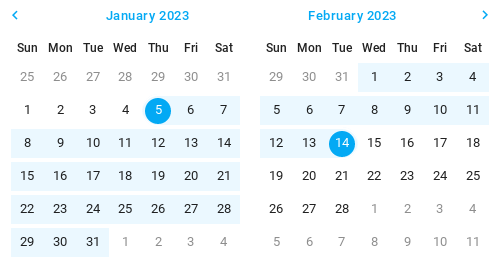 January 2023
Sun Mon Tue Wed Thu Fri Sat
25 26 27 28 29 30 31
1 2 3 4 5 6 7
8 9 10 11 12 13 14
15 16 17 18 19 20 21
22 23 24 25 26 27 28
29 30 31 1 2 3 4
February 2023
Sun Mon Tue Wed Thu Fri Sat
29 30 31 1 2 3 4
5 6 7 8 9 10 11
12 13 14 15 16 17 18
19 20 21 22 23 24 25
26 27 28 1 2 3 4
5 6 7 8 9 10 11